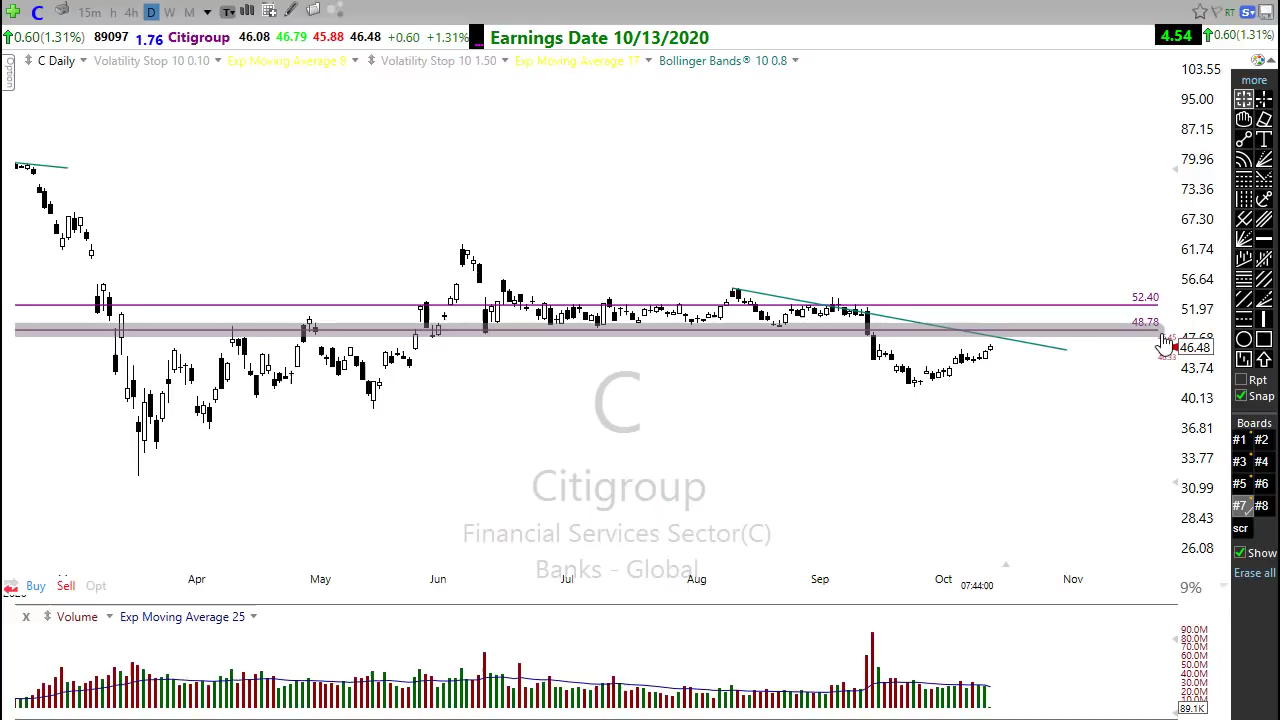 C 15m h 4h D W M T RT S
0.60(1.31%) 89097 1.76 Citigroup 46.08 46.79 45.88 46.48 +0.60 +1.31% Earnings Date 10/13/2020 4.54 0.60(1.31%)
Option
C Daily Volatility Stop 10 0.10 Exp Moving Average 8 Volatility Stop 10 1.50 Exp Moving Average 17 Bollinger Bands® 10 0.8
103.55
95.00
87.15
79.96
73.36
67.30
61.74
56.64
52.40
51.97
48.78
46.48
43.74
40.13
36.81
33.77
30.99
28.43
26.08
C
Citigroup
Financial Services Sector(C)
Banks - Global
Apr May Jun Jul Aug Sep Oct Nov
Buy Sell Opt 07:44:00 9%
X Volume Exp Moving Average 25
90.0M
80.0M
70.0M
60.0M
50.0M
40.0M
30.0M
20.0M
10.0M
89.1K
more
Rpt
Snap
Boards
#1 #2
#3 #4
#5 #6
#7 #8
scr
Show
Erase all